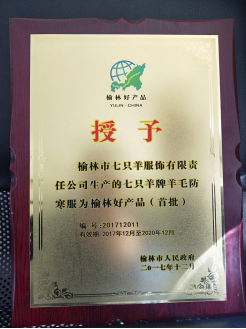 榆林好产品
YULIN·CHINA
授予
榆林市七只羊服饰有限责
任公司生产的七只羊牌羊毛防
寒服为榆林好产品（首批）
编号:201712011
有效期:2017年12月至2020年12月
榆林市人民政府
二〇一七年十二月